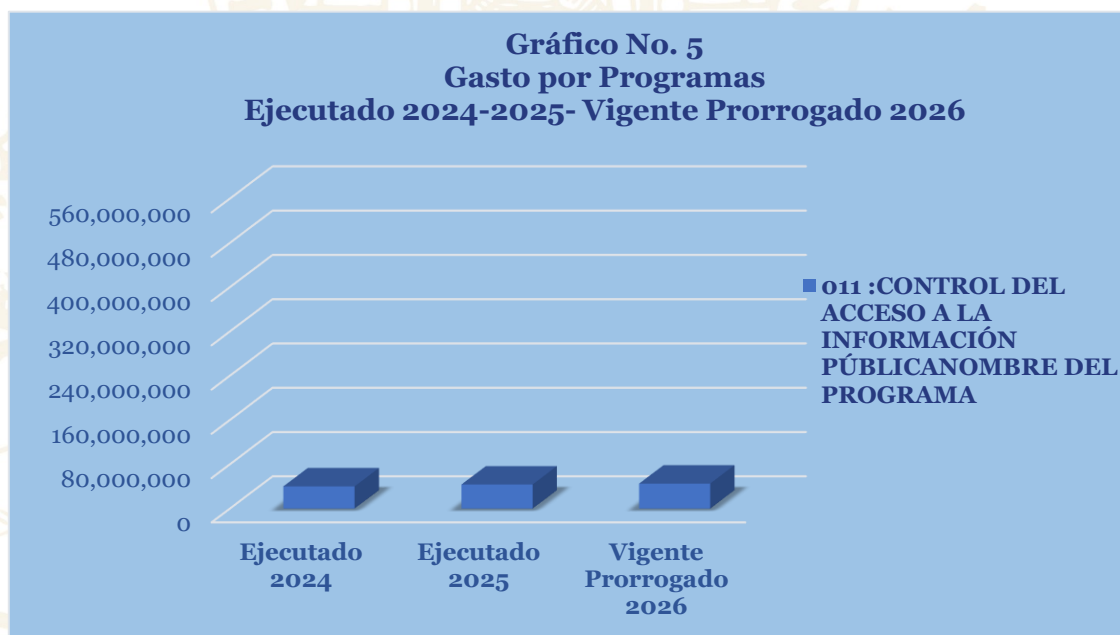 Gráfico No. 5
Gasto por Programas
Ejecutado 2024-2025- Vigente Prorrogado 2026
560,000,000
480,000,000
400,000,000
320,000,000
240,000,000
160,000,000
80,000,000
0
Ejecutado
2024
Ejecutado
2025
Vigente
Prorrogado
2026
011 :CONTROL DEL
ACCESO A LA
INFORMACIÓN
PÚBLICANOMBRE DEL
PROGRAMA